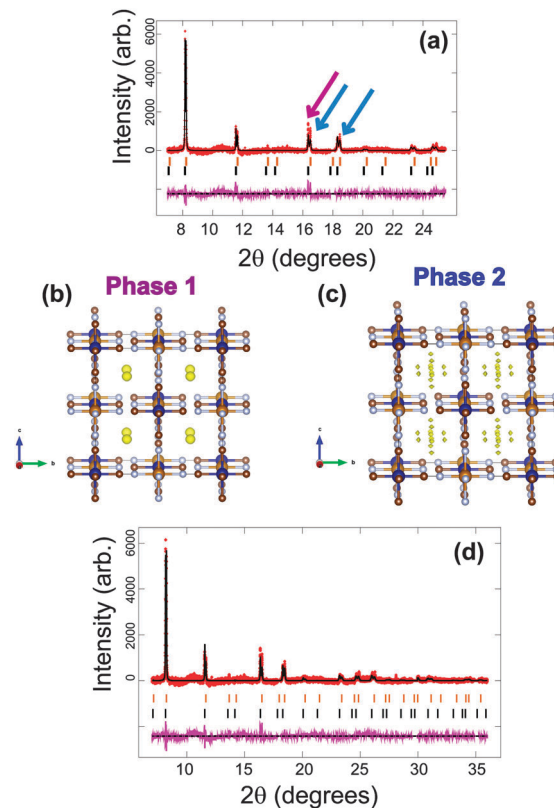 (a)
Intensity (arb.)
6000
4000
2000
0
8 10 12 14 16 18 20 22 24
2θ (degrees)
(b)
Phase 1
(c)
Phase 2
c
b
c
b
(d)
Intensity (arb.)
6000
4000
2000
0
10 15 20 25 30 35
2θ (degrees)